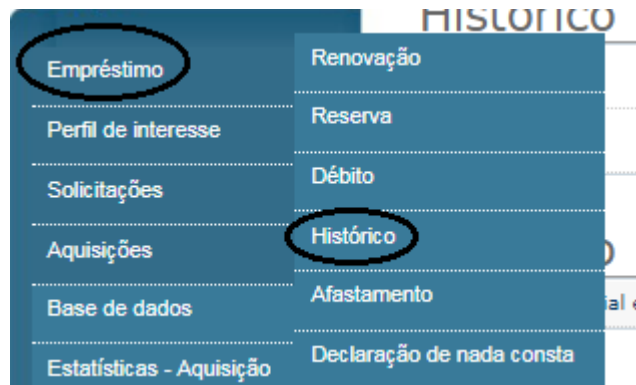 Histórico
Empréstimo
Perfil de interesse
Solicitações
Aquisições
Base de dados
Estatísticas - Aquisição
Renovação
Reserva
Débito
Histórico
Afastamento
Declaração de nada consta